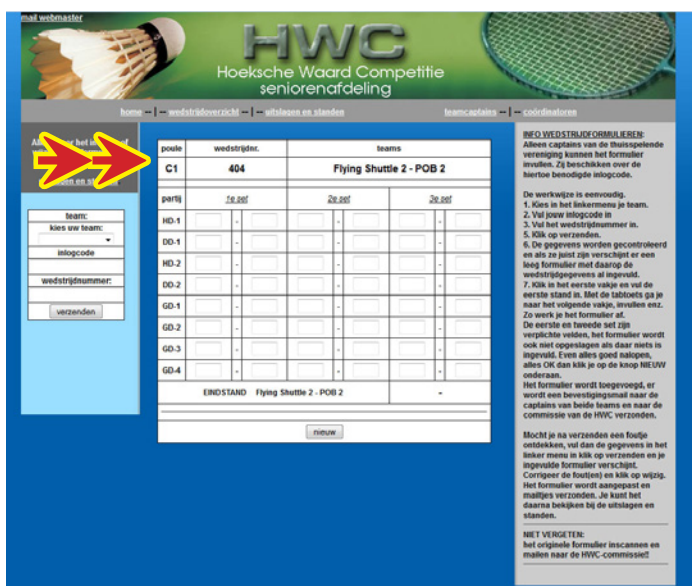 mail webmaster
HWC
Hoeksche Waard Competitie
seniorenafdeling
home -- | -- wedstrijdoverzicht -- | -- uitslagen en standen
teamcaptains -- | -- coördinatoren
team:
kies uw team:
inlogcode
wedstrijdnummer:
verzenden
poule wedstrijdnr. teams
C1 404 Flying Shuttle 2 - POB 2
partij 1e set 2e set 3e set
HD-1 - - -
DD-1 - - -
HD-2 - - -
DD-2 - - -
GD-1 - - -
GD-2 - - -
GD-3 - - -
GD-4 - - -
EINDSTAND Flying Shuttle 2 - POB 2 -
nieuw
INFO WEDSTRIJDFORMULIEREN:
Alleen captains van de thuisspelende
vereniging kunnen het formulier
invullen. Zij beschikken over de
hiertoe benodigde inlogcode.
De werkwijze is eenvoudig.
1. Kies in het linkermenu je team.
2. Vul jouw inlogcode in
3. Vul het wedstrijdnummer in.
5. Klik op verzenden.
6. De gegevens worden gecontroleerd
en als ze juist zijn verschijnt er een
leeg formulier met daarop de
wedstrijdgegevens al ingevuld.
7. Klik in het eerste vakje en vul de
eerste stand in. Met de tabtoets ga je
naar het volgende vakje, invullen enz.
Zo werk je het formulier af.
De eerste en tweede set zijn
verplichte velden, het formulier wordt
ook niet opgeslagen als daar niets is
ingevuld. Even alles goed nalopen,
alles OK dan klik je op de knop NIEUW
onderaan.
Het formulier wordt toegevoegd, er
wordt een bevestigingsmail naar de
captains van beide teams en naar de
commissie van de HWC verzonden.
Mocht je na verzenden een foutje
ontdekken, vul dan de gegevens in het
linker menu in klik op verzenden en je
ingevulde formulier verschijnt.
Corrigeer de fout(en) en klik op wijzig.
Het formulier wordt aangepast en
mailtjes verzonden. Je kunt het
daarna bekijken bij de uitslagen en
standen.
NIET VERGETEN:
het originele formulier inscannen en
mailen naar de HWC-commissie!!